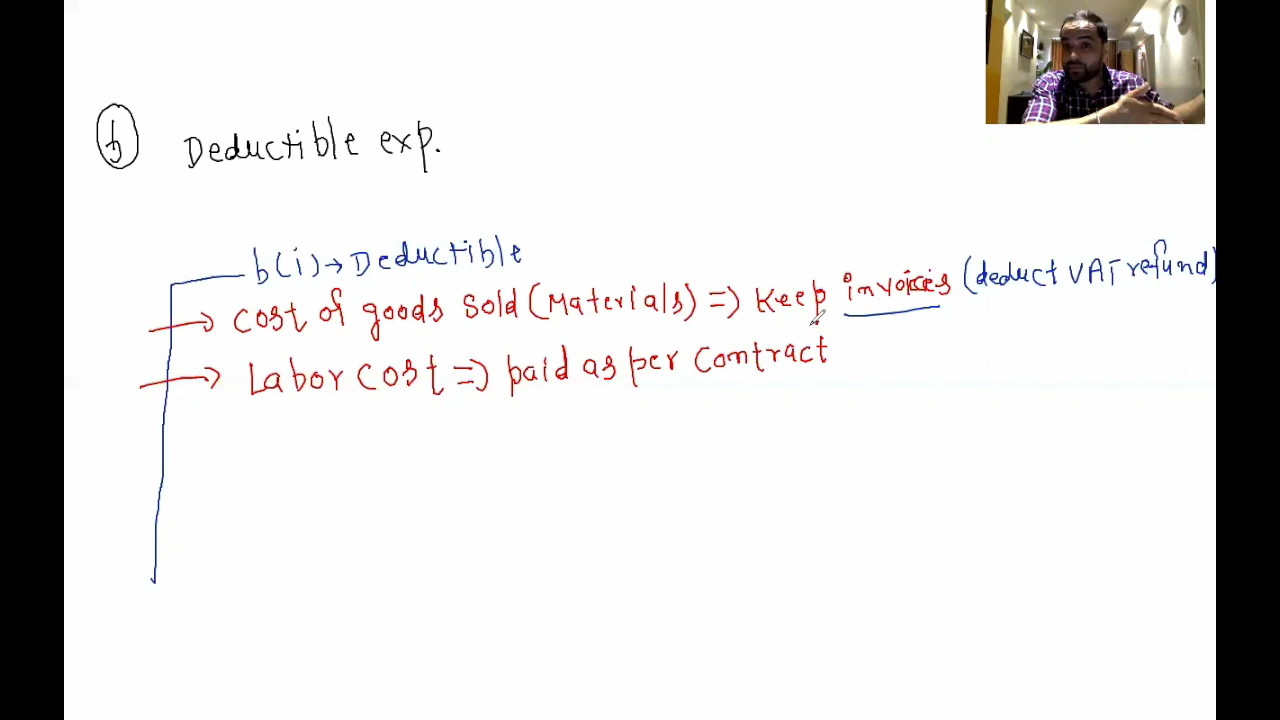 b Deductible exp.
b(i)→ Deductible
→ Cost of goods sold (Materials) => Keep invoices (deduct VAT refund)
→ Labor cost => paid as per contract